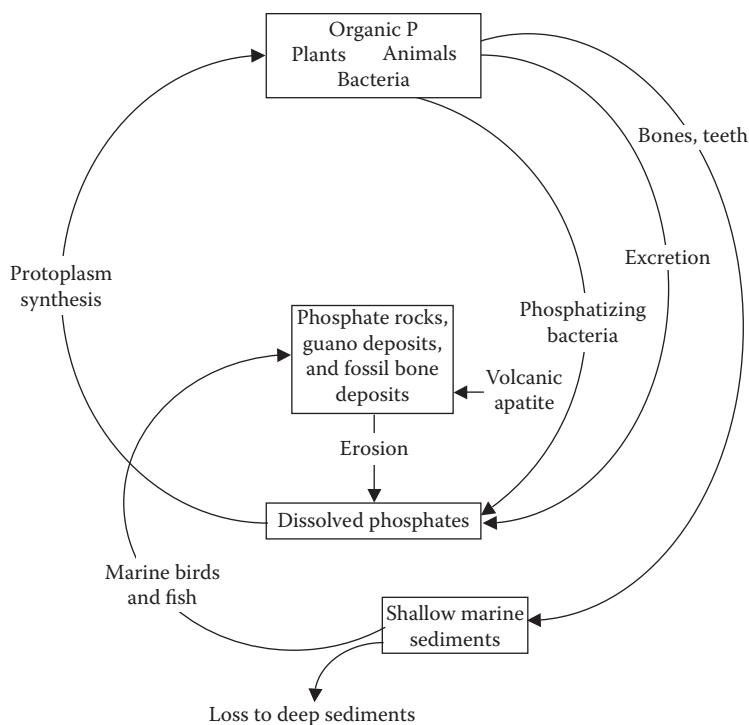 Organic P
Plants Animals
Bacteria
Bones, teeth
Excretion
Protoplasm
synthesis
Phosphatizing
bacteria
Phosphate rocks,
guano deposits,
and fossil bone
deposits
Volcanic
apatite
Erosion
Dissolved phosphates
Marine birds
and fish
Shallow marine
sediments
Loss to deep sediments